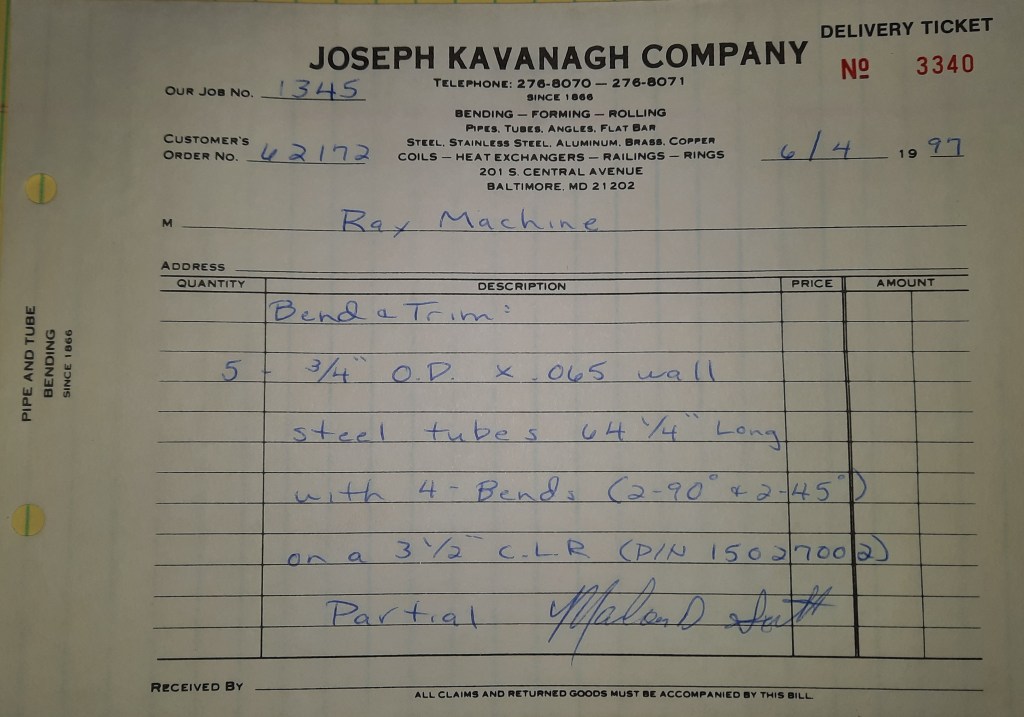 DELIVERY TICKET
JOSEPH KAVANAGH COMPANY
Nº 3340
TELEPHONE: 276-8070 — 276-8071
OUR JOB NO. 1345
SINCE 1866
BENDING — FORMING — ROLLING
PIPES, TUBES, ANGLES, FLAT BAR
CUSTOMER'S
ORDER NO. 62172
STEEL, STAINLESS STEEL, ALUMINUM, BRASS, COPPER
COILS — HEAT EXCHANGERS — RAILINGS — RINGS
6/4 19 97
201 S. CENTRAL AVENUE
BALTIMORE, MD 21202
M Ray Machine
ADDRESS
QUANTITY DESCRIPTION PRICE AMOUNT
Bend & Trim:
5 - 3/4" O.D. x .065 wall
steel tubes 64 1/4" Long
with 4-Bends (2-90° & 2-45°)
on a 3 1/2" C.L.R (P/N 15027002)
Partial
RECEIVED BY
ALL CLAIMS AND RETURNED GOODS MUST BE ACCOMPANIED BY THIS BILL.
PIPE AND TUBE
BENDING
SINCE 1866